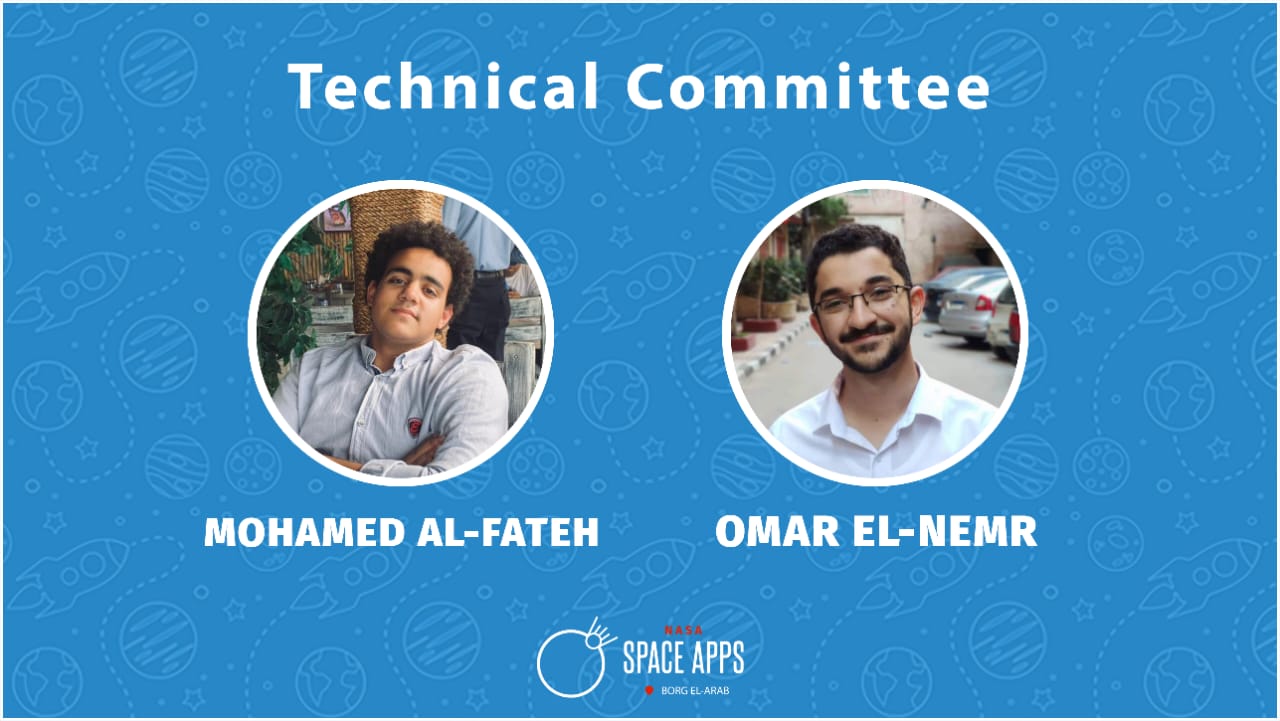 Technical Committee
MOHAMED AL-FATEH
OMAR EL-NEMR
NASA
SPACE APPS
BORG EL-ARAB